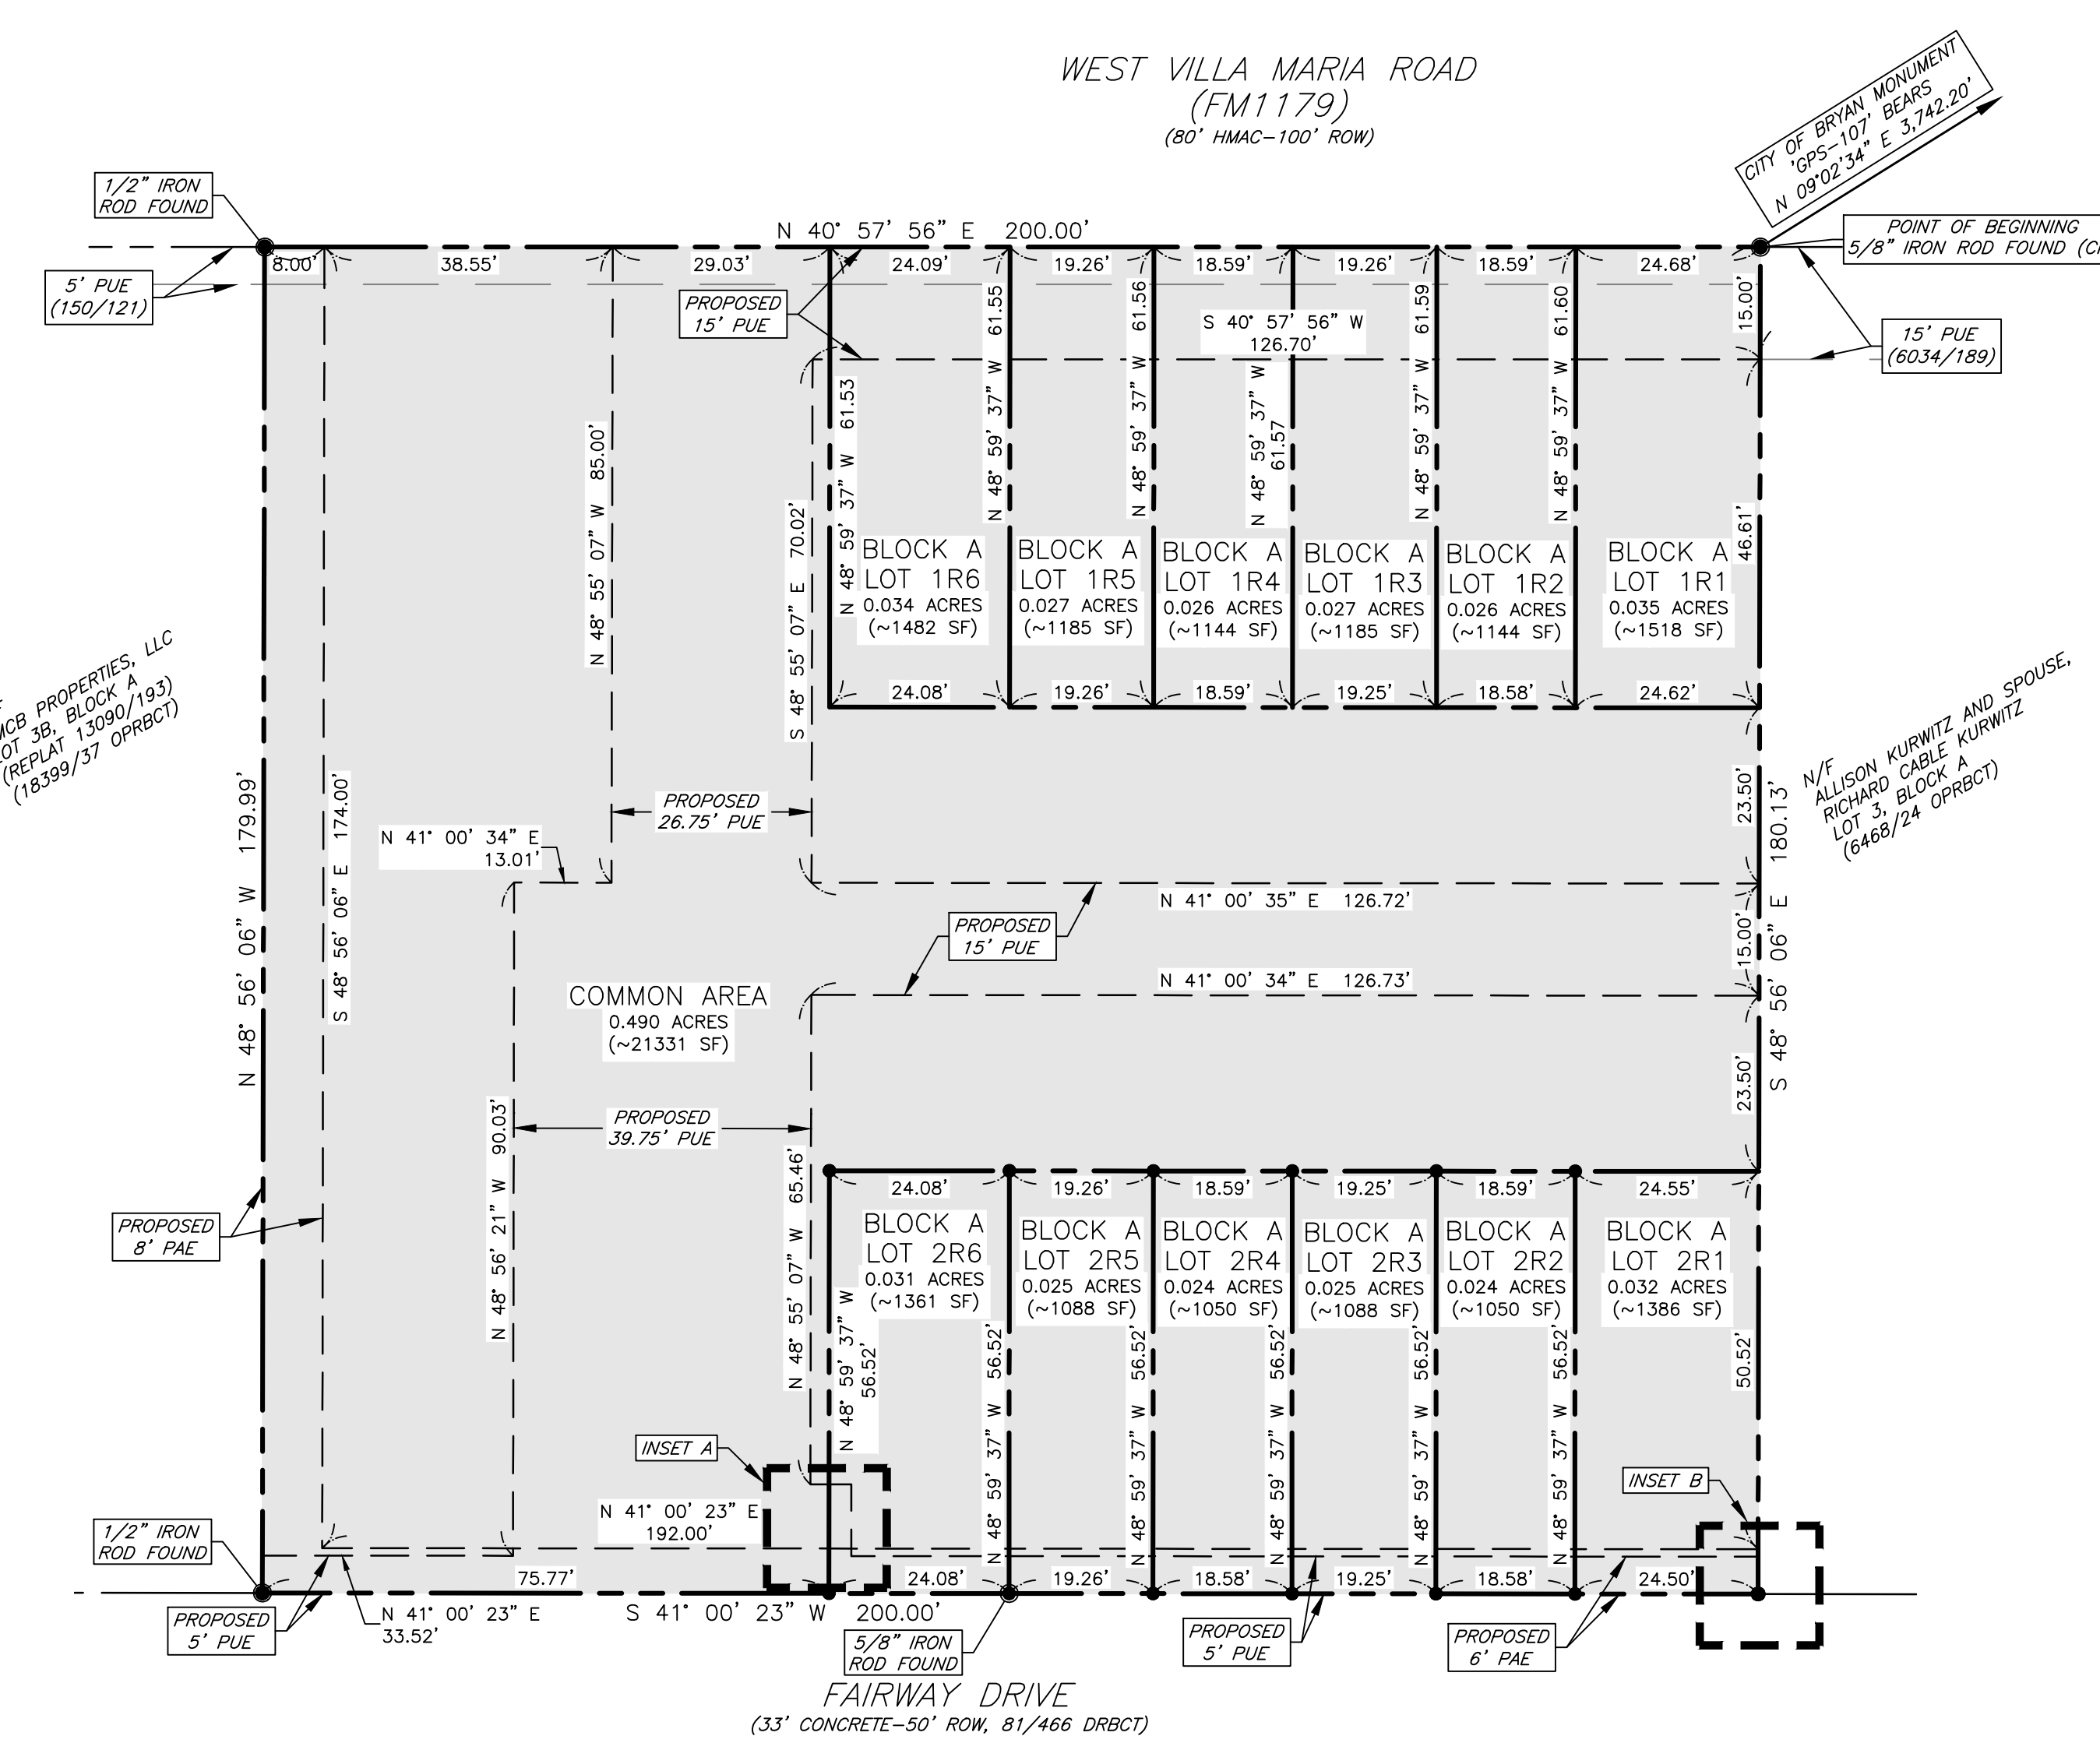 WEST VILLA MARIA ROAD
(FM1179)
(80' HMAC-100' ROW)
CITY OF BRYAN MONUMENT
'GPS-107' BEARS
N 09°02'34" E 3,742.20'
1/2" IRON
ROD FOUND
N 40° 57' 56" E 200.00'
POINT OF BEGINNING
5/8" IRON ROD FOUND
5' PUE
(150/121)
8.00'
38.55'
29.03'
24.09'
19.26'
18.59'
19.26'
18.59'
24.68'
PROPOSED
15' PUE
S 40° 57' 56" W
126.70'
15.00'
15' PUE
(6034/189)
N 48° 55' 07" W 85.00'
S 48° 55' 07" E 70.02'
N 48° 59' 37" W 61.53
N 48° 59' 37" W 61.55
N 48° 59' 37" W 61.56
N 48° 59' 37" W
61.57
N 48° 59' 37" W 61.59
N 48° 59' 37" W 61.60
46.61'
BLOCK A
LOT 1R6
0.034 ACRES
(~1482 SF)
BLOCK A
LOT 1R5
0.027 ACRES
(~1185 SF)
BLOCK A
LOT 1R4
0.026 ACRES
(~1144 SF)
BLOCK A
LOT 1R3
0.027 ACRES
(~1185 SF)
BLOCK A
LOT 1R2
0.026 ACRES
(~1144 SF)
BLOCK A
LOT 1R1
0.035 ACRES
(~1518 SF)
24.08'
19.26'
18.59'
19.25'
18.58'
24.62'
MCB PROPERTIES, LLC
LOT 3B, BLOCK A
(REPLAT 13090/193)
(18399/37 OPRBCT)
N/F
ALLISON KURWITZ AND SPOUSE,
RICHARD CABLE KURWITZ
LOT 3, BLOCK A
(6468/24 OPRBCT)
N 48° 56' 06" W 179.99'
S 48° 56' 06" E 174.00'
N 41° 00' 34" E
13.01'
PROPOSED
26.75' PUE
23.50'
S 48° 56' 06" E 180.13'
N 41° 00' 35" E 126.72'
PROPOSED
15' PUE
15.00'
N 41° 00' 34" E 126.73'
COMMON AREA
0.490 ACRES
(~21331 SF)
23.50'
N 48° 56' 21" W 90.03'
PROPOSED
39.75' PUE
N 48° 55' 07" W 65.46'
24.08'
19.26'
18.59'
19.25'
18.59'
24.55'
PROPOSED
8' PAE
BLOCK A
LOT 2R6
0.031 ACRES
(~1361 SF)
BLOCK A
LOT 2R5
0.025 ACRES
(~1088 SF)
BLOCK A
LOT 2R4
0.024 ACRES
(~1050 SF)
BLOCK A
LOT 2R3
0.025 ACRES
(~1088 SF)
BLOCK A
LOT 2R2
0.024 ACRES
(~1050 SF)
BLOCK A
LOT 2R1
0.032 ACRES
(~1386 SF)
N 48° 59' 37" W
56.52'
N 48° 59' 37" W 56.52'
N 48° 59' 37" W 56.52'
N 48° 59' 37" W 56.52'
N 48° 59' 37" W 56.52'
N 48° 59' 37" W 56.52'
50.52'
INSET A
INSET B
N 41° 00' 23" E
192.00'
1/2" IRON
ROD FOUND
75.77'
24.08'
19.26'
18.58'
19.25'
18.58'
24.50'
S 41° 00' 23" W 200.00'
PROPOSED
5' PUE
N 41° 00' 23" E
33.52'
5/8" IRON
ROD FOUND
PROPOSED
5' PUE
PROPOSED
6' PAE
FAIRWAY DRIVE
(33' CONCRETE-50' ROW, 81/466 DRBCT)